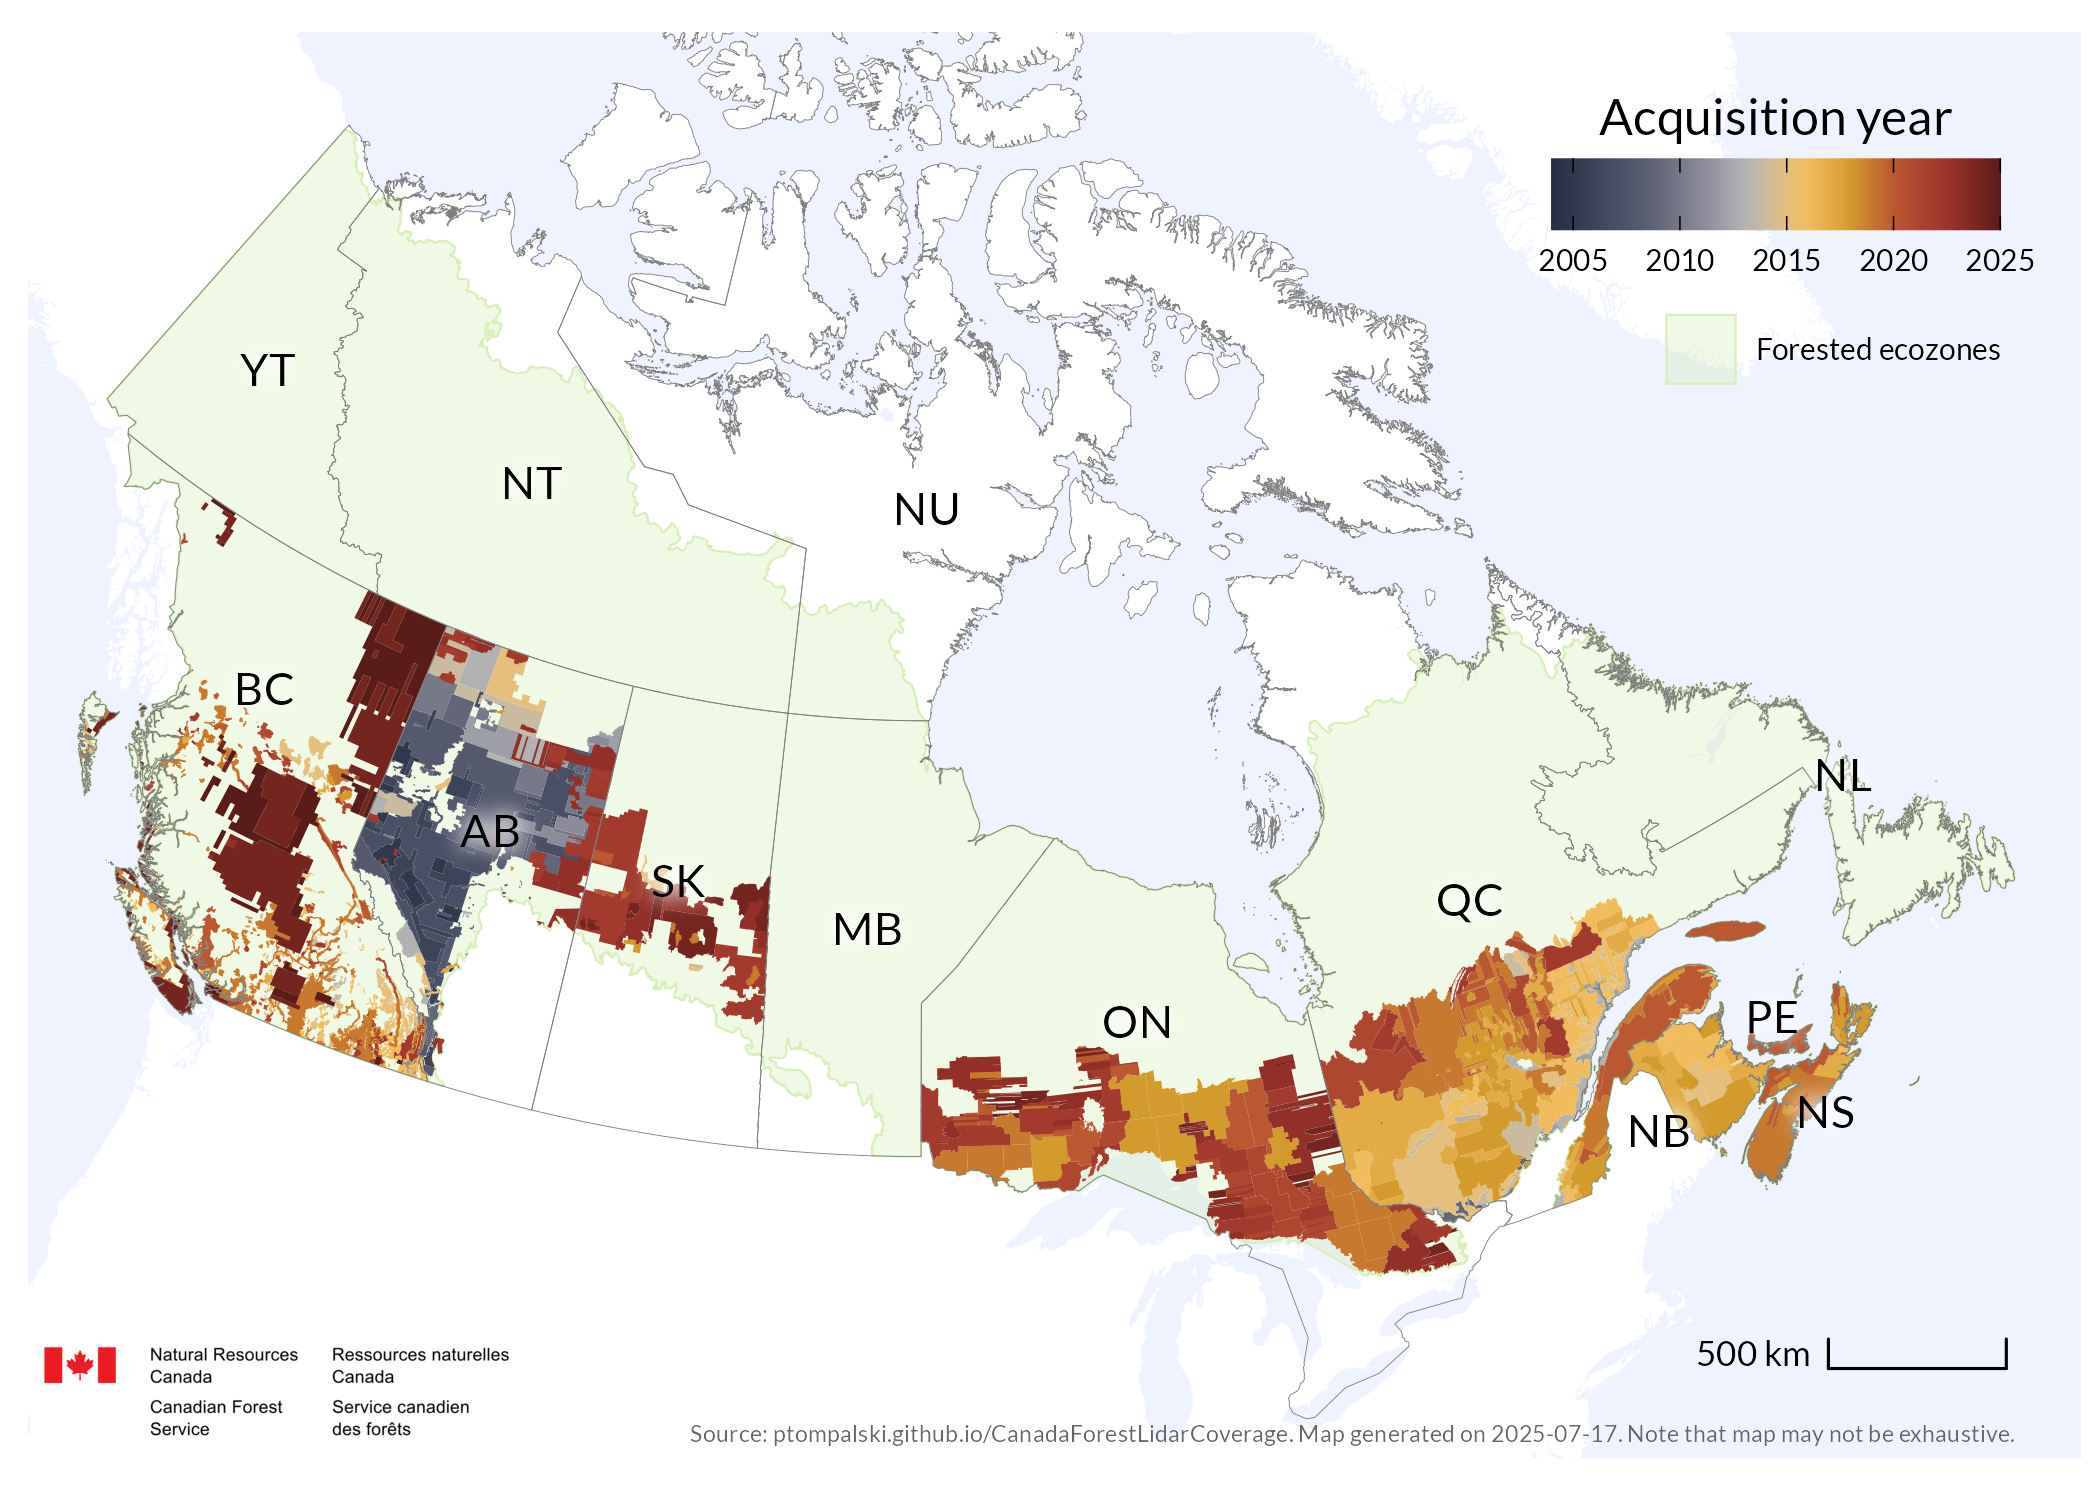 Acquisition year
2005 2010 2015 2020 2025
Forested ecozones
YT
NT
NU
BC
AB
SK
MB
ON
QC
NL
PE
NB
NS
500 km
Natural Resources
Canada
Canadian Forest
Service
Ressources naturelles
Canada
Service canadien
des forêts
Source: ptompalski.github.io/CanadaForestLidarCoverage. Map generated on 2025-07-17. Note that map may not be exhaustive.